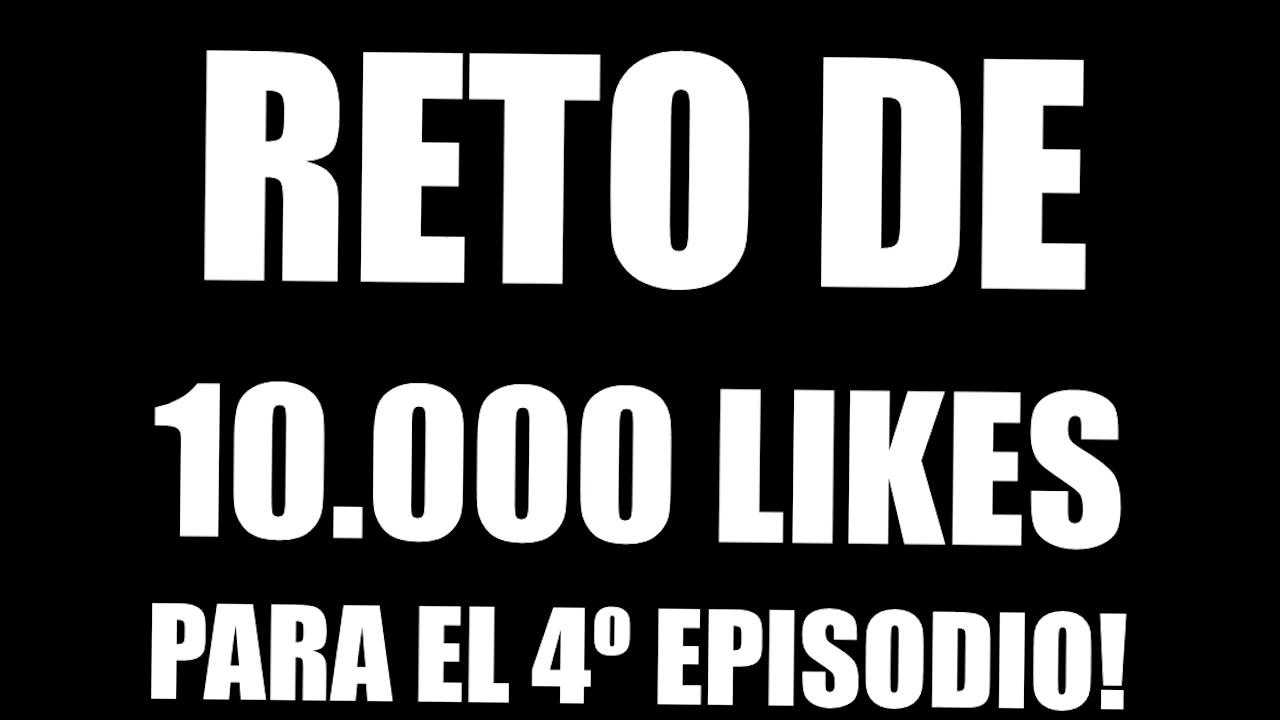 RETO DE
10.000 LIKES
PARA EL 4º EPISODIO!